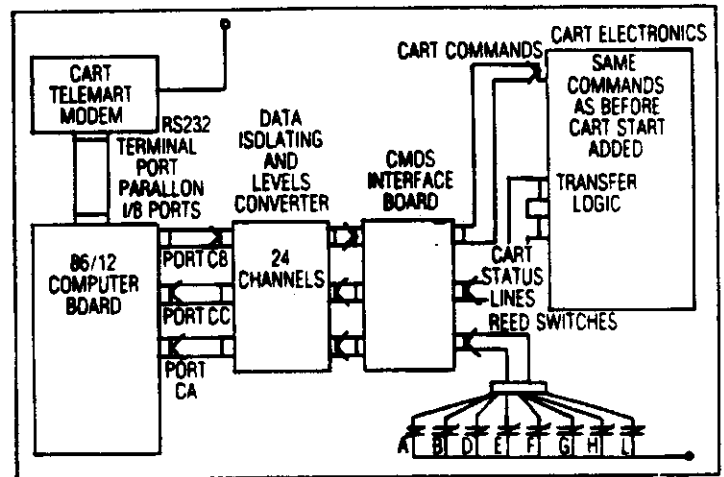 CART ELECTRONICS
CART COMMANDS
SAME
COMMANDS
AS BEFORE
CART START
ADDED
TRANSFER
LOGIC
CART
TELEMART
MODEM
RS232
TERMINAL
PORT
PARALLON
I/B PORTS
DATA
ISOLATING
AND
LEVELS
CONVERTER
CMOS
INTERFACE
BOARD
86/12
COMPUTER
BOARD
PORT CB
PORT CC
PORT
CA
24
CHANNELS
CART
STATUS
LINES
REED SWITCHES
A B D E F G H L